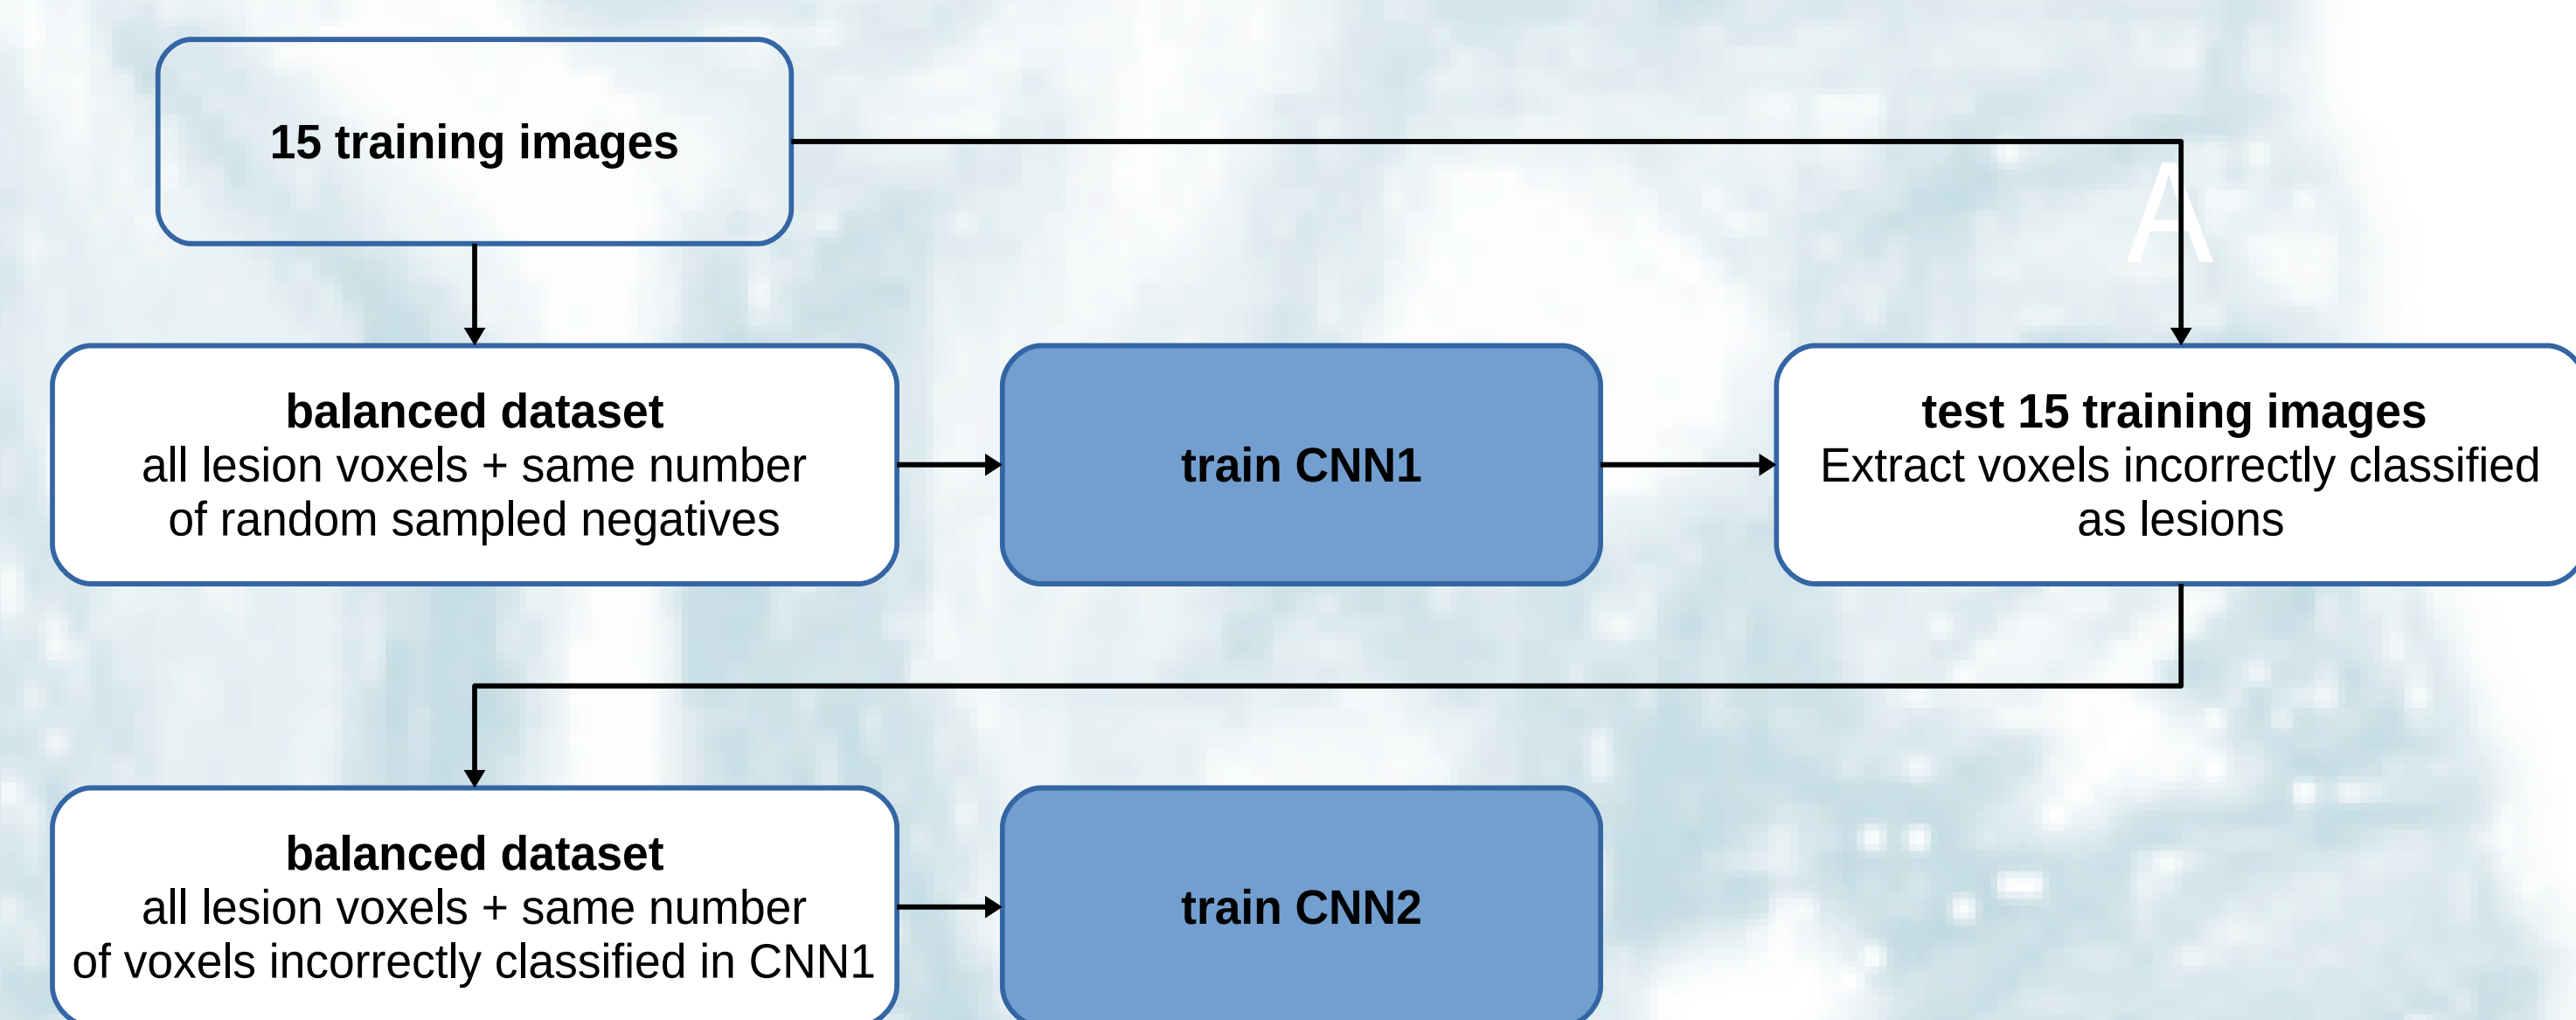 15 training images
A
balanced dataset
all lesion voxels + same number
of random sampled negatives
train CNN1
test 15 training images
Extract voxels incorrectly classified
as lesions
balanced dataset
all lesion voxels + same number
of voxels incorrectly classified in CNN1
train CNN2